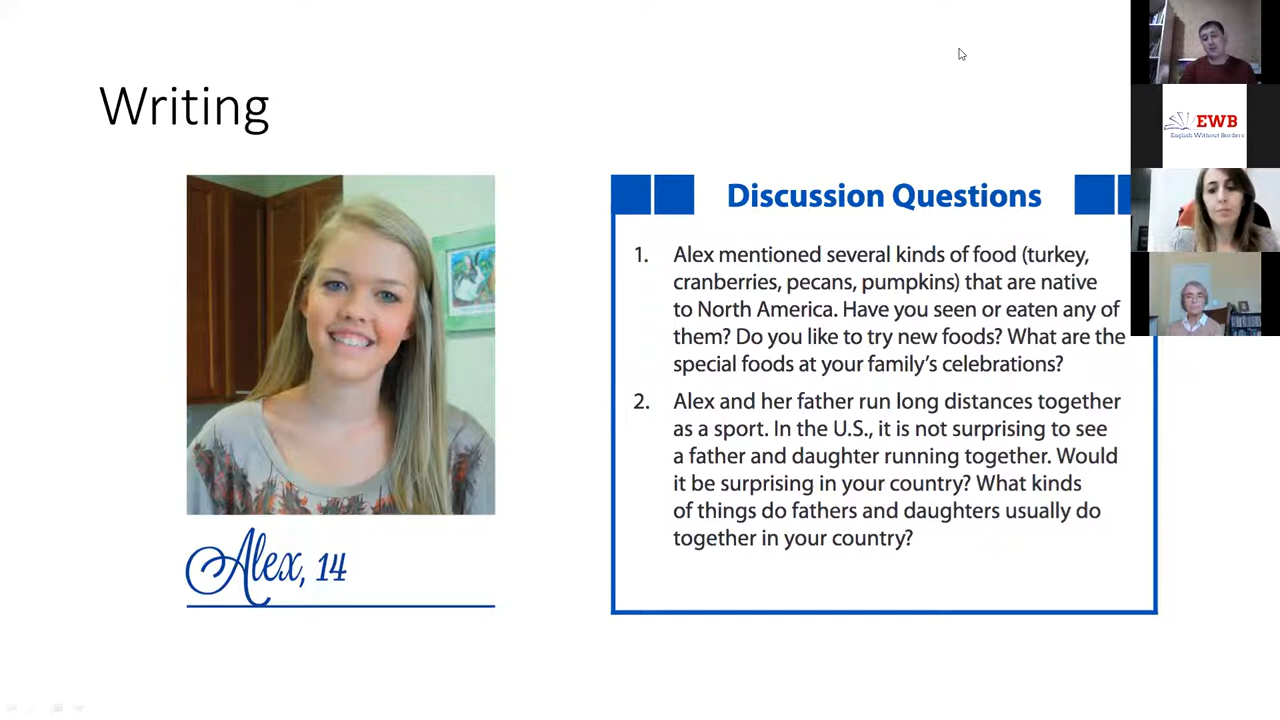 Writing
Discussion Questions
1. Alex mentioned several kinds of food (turkey,
cranberries, pecans, pumpkins) that are native
to North America. Have you seen or eaten any of
them? Do you like to try new foods? What are the
special foods at your family’s celebrations?
2. Alex and her father run long distances together
as a sport. In the U.S., it is not surprising to see
a father and daughter running together. Would
it be surprising in your country? What kinds
of things do fathers and daughters usually do
together in your country?
Alex, 14
EWB
English Without Borders